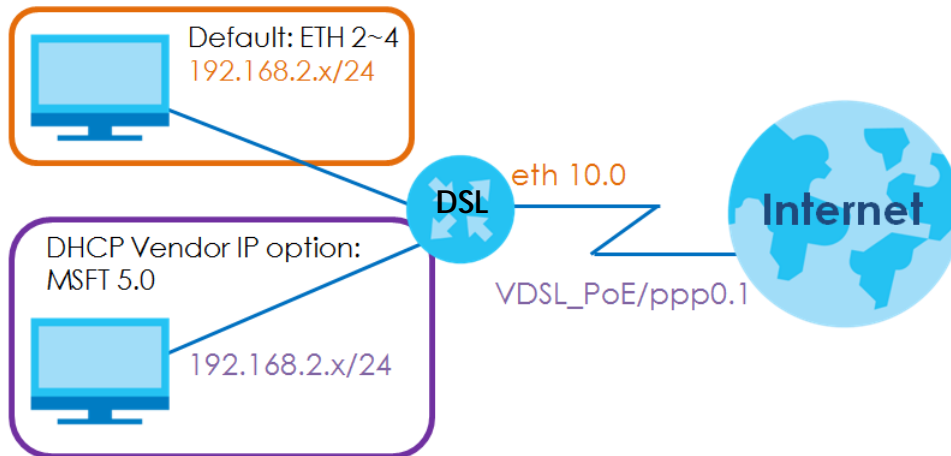 Default: ETH 2~4
192.168.2.x/24
DHCP Vendor IP option:
MSFT 5.0
192.168.2.x/24
DSL
eth 10.0
VDSL_PoE/ppp0.1
Internet